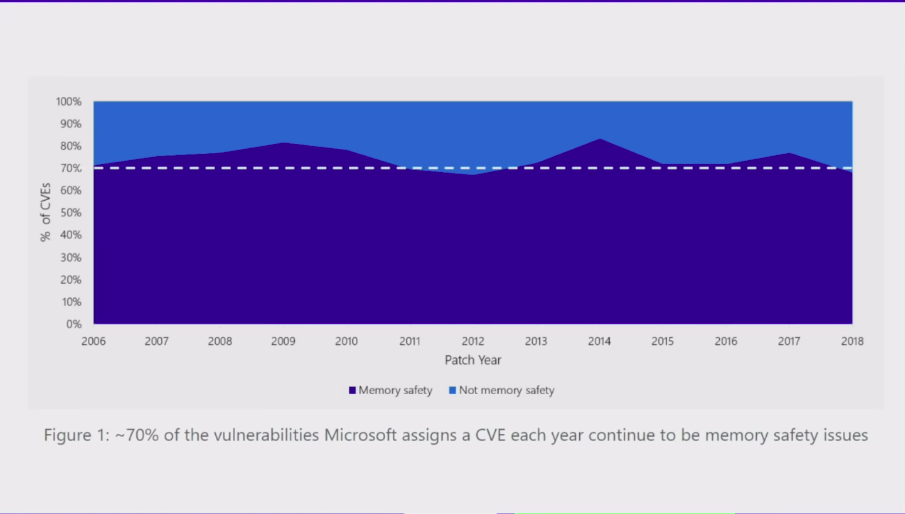 100%
90%
80%
70%
60%
50%
40%
30%
20%
10%
0%
% of CVEs
2006 2007 2008 2009 2010 2011 2012 2013 2014 2015 2016 2017 2018
Patch Year
Memory safety Not memory safety
Figure 1: ~70% of the vulnerabilities Microsoft assigns a CVE each year continue to be memory safety issues